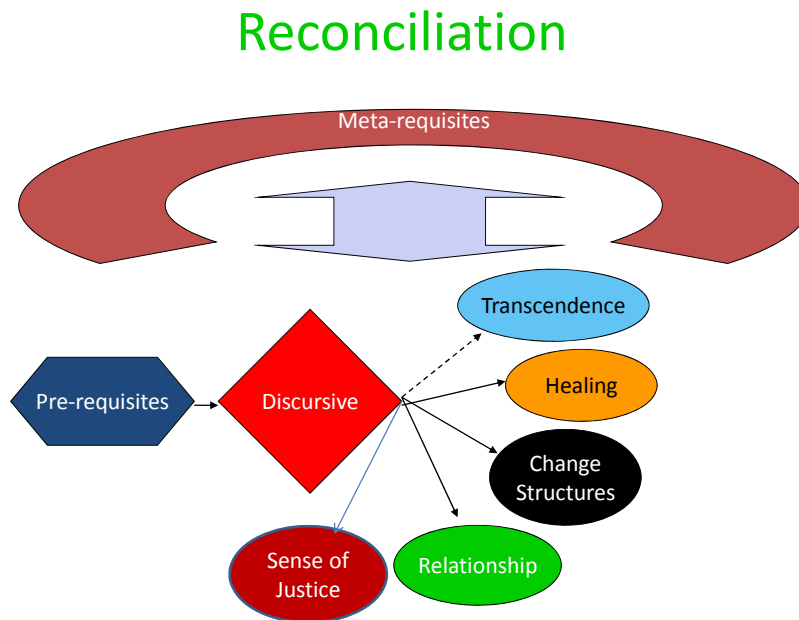 Reconciliation
Meta-requisites
Transcendence
Healing
Pre-requisites
Discursive
Change
Structures
Sense of
Justice
Relationship